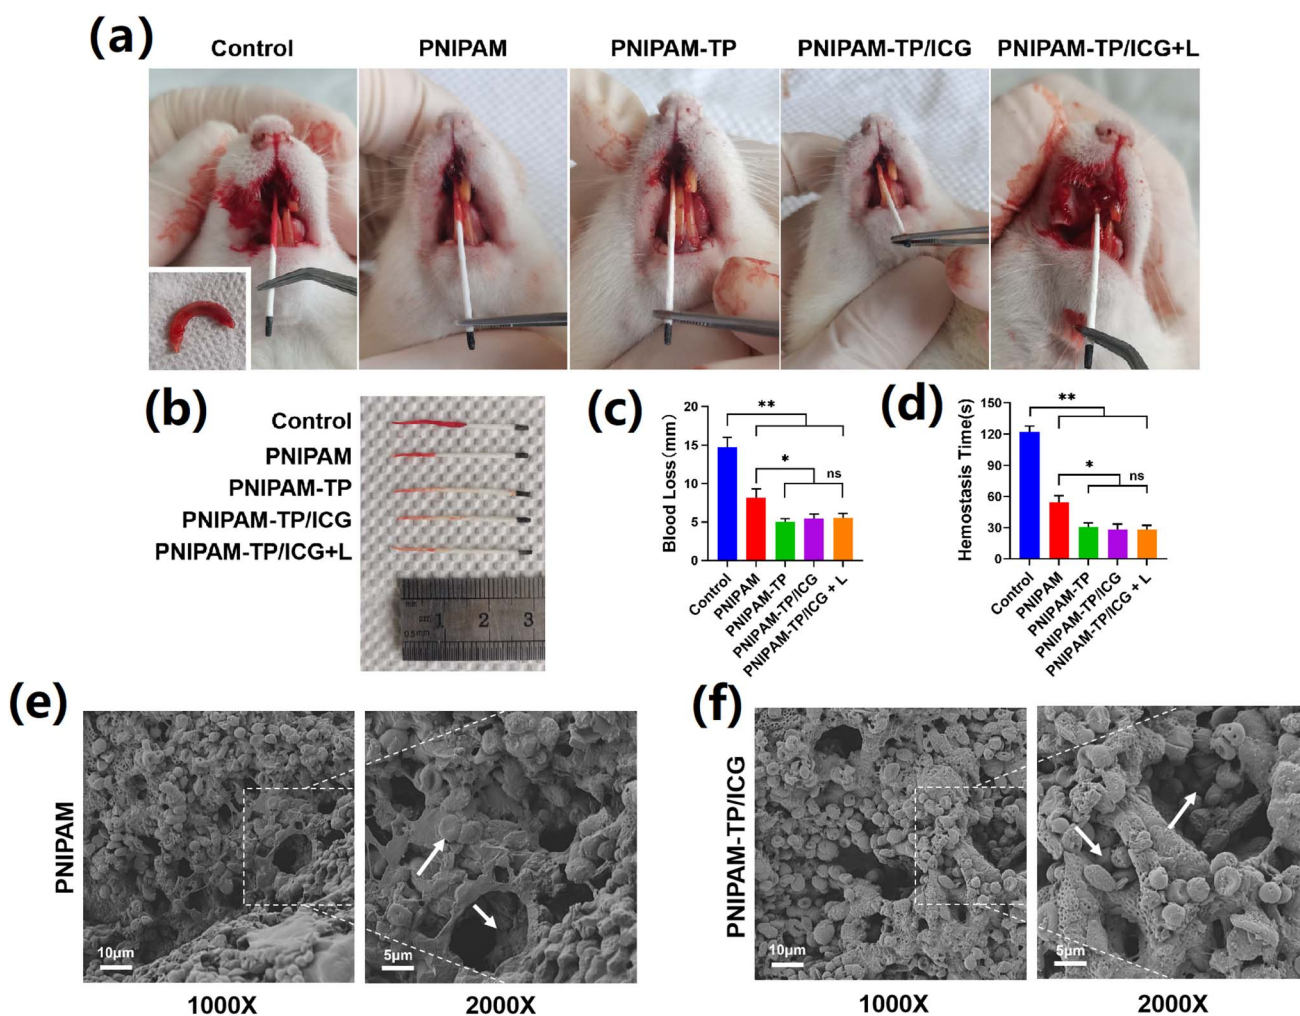 (a)
Control
PNIPAM
PNIPAM-TP
PNIPAM-TP/ICG
PNIPAM-TP/ICG+L
(b)
Control
PNIPAM
PNIPAM-TP
PNIPAM-TP/ICG
PNIPAM-TP/ICG+L
cm
1
2
3
0.5mm
(c)
Blood Loss(mm)
20
15
10
5
0
**
*
ns
Control
PNIPAM
PNIPAM-TP
PNIPAM-TP/ICG
PNIPAM-TP/ICG + L
(d)
Hemostasis Time(s)
150
120
90
60
30
0
**
*
ns
Control
PNIPAM
PNIPAM-TP
PNIPAM-TP/ICG
PNIPAM-TP/ICG + L
(e)
PNIPAM
10μm
5μm
1000X
2000X
(f)
PNIPAM-TP/ICG
10μm
5μm
1000X
2000X